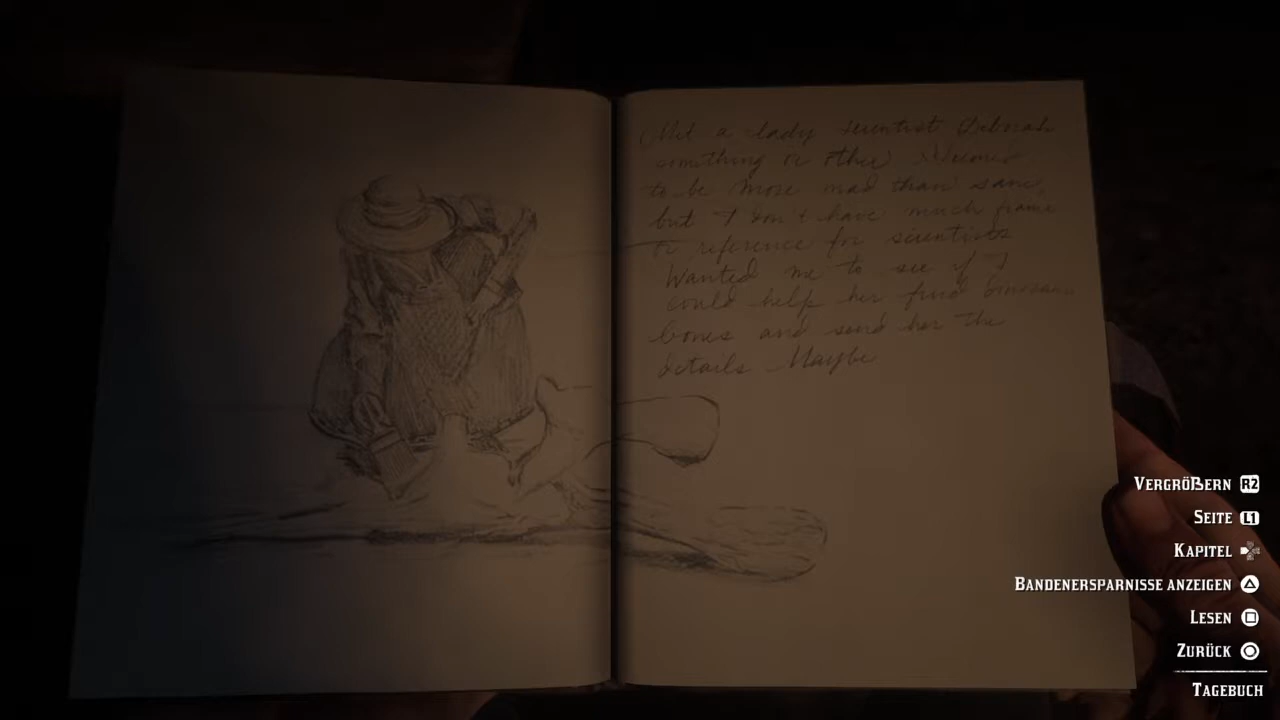 Met a lady scientist Deborah
something or other. Seemed
to be more mad than sane,
but I don't have much frame
of reference for scientists
Wanted me to see if I
could help her find dinosaur
bones and send her the
details. Maybe
VERGRÖẞERN R2
SEITE L1
KAPITEL
BANDENERSPARNISSE ANZEIGEN
LESEN
ZURÜCK
TAGEBUCH